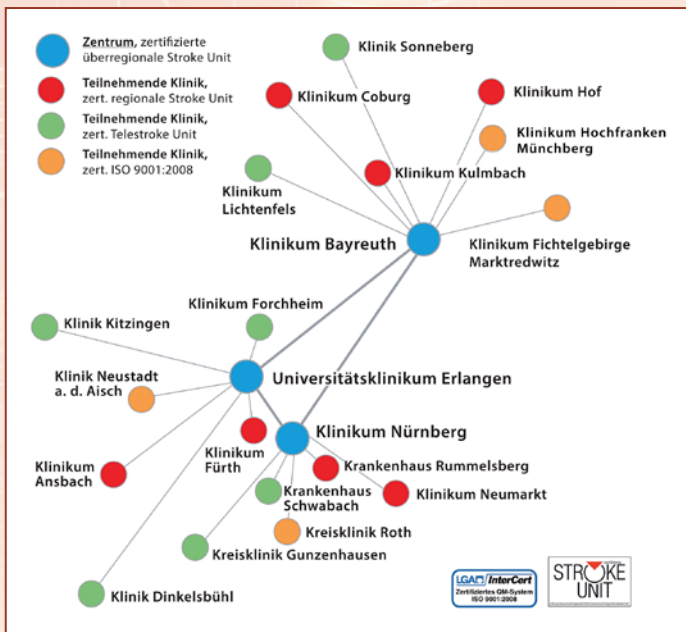 Zentrum, zertifizierte
überregionale Stroke Unit
Teilnehmende Klinik,
zert. regionale Stroke Unit
Teilnehmende Klinik,
zert. Telestroke Unit
Teilnehmende Klinik,
zert. ISO 9001:2008
Klinik Sonneberg
Klinikum Coburg
Klinikum Hof
Klinikum Hochfranken
Münchberg
Klinikum Kulmbach
Klinikum
Lichtenfels
Klinikum Bayreuth
Klinikum Fichtelgebirge
Marktredwitz
Klinikum Forchheim
Klinik Kitzingen
Klinik Neustadt
a. d. Aisch
Universitätsklinikum Erlangen
Klinikum Nürnberg
Klinikum
Fürth
Klinikum
Ansbach
Krankenhaus Rummelsberg
Krankenhaus
Schwabach
Klinikum Neumarkt
Kreisklinik Roth
Kreisklinik Gunzenhausen
Klinik Dinkelsbühl
LGA InterCert
Zertifiziertes QM-System
ISO 9001:2008
STROKE
UNIT